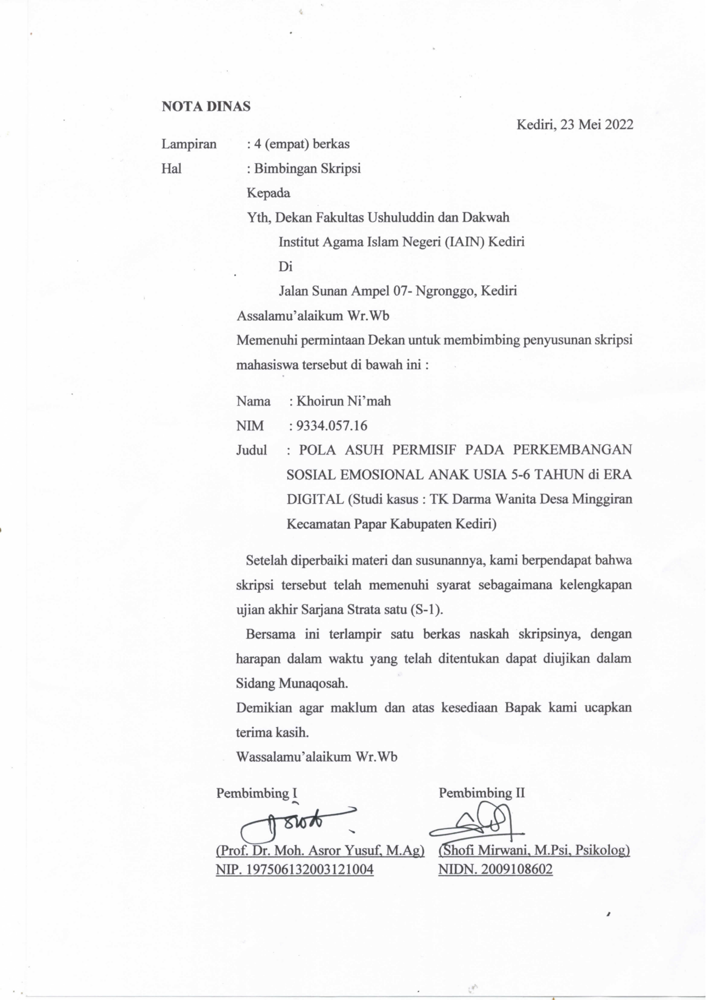 NOTA DINAS
Kediri, 23 Mei 2022
Lampiran : 4 (empat) berkas
Hal : Bimbingan Skripsi
Kepada
Yth, Dekan Fakultas Ushuluddin dan Dakwah
Institut Agama Islam Negeri (IAIN) Kediri
Di
Jalan Sunan Ampel 07- Ngronggo, Kediri
Assalamu’alaikum Wr.Wb
Memenuhi permintaan Dekan untuk membimbing penyusunan skripsi
mahasiswa tersebut di bawah ini :
Nama : Khoirun Ni’mah
NIM : 9334.057.16
Judul : POLA ASUH PERMISIF PADA PERKEMBANGAN
SOSIAL EMOSIONAL ANAK USIA 5-6 TAHUN di ERA
DIGITAL (Studi kasus : TK Darma Wanita Desa Minggiran
Kecamatan Papar Kabupaten Kediri)
Setelah diperbaiki materi dan susunannya, kami berpendapat bahwa
skripsi tersebut telah memenuhi syarat sebagaimana kelengkapan
ujian akhir Sarjana Strata satu (S-1).
Bersama ini terlampir satu berkas naskah skripsinya, dengan
harapan dalam waktu yang telah ditentukan dapat diujikan dalam
Sidang Munaqosah.
Demikian agar maklum dan atas kesediaan Bapak kami ucapkan
terima kasih.
Wassalamu’alaikum Wr.Wb
Pembimbing I Pembimbing II
(Prof. Dr. Moh. Asror Yusuf, M.Ag) (Shofi Mirwani, M.Psi, Psikolog)
NIP. 197506132003121004 NIDN. 2009108602